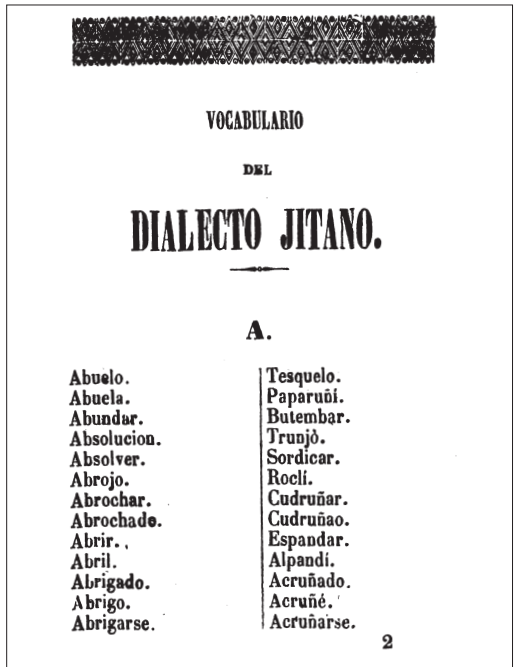 VOCABULARIO
DEL
DIALECTO JITANO.
A.
Abuelo. Tesquelo.
Abuela. Paparuñí.
Abundar. Butembar.
Absolucion. Trunjò.
Absolver. Sordicar.
Abrojo. Roclí.
Abrochar. Cudruñar.
Abrochado. Cudruñao.
Abrir. Espandar.
Abril. Alpandí.
Abrigado. Acruñado.
Abrigo. Acruñé.
Abrigarse. Acruñarse.
2